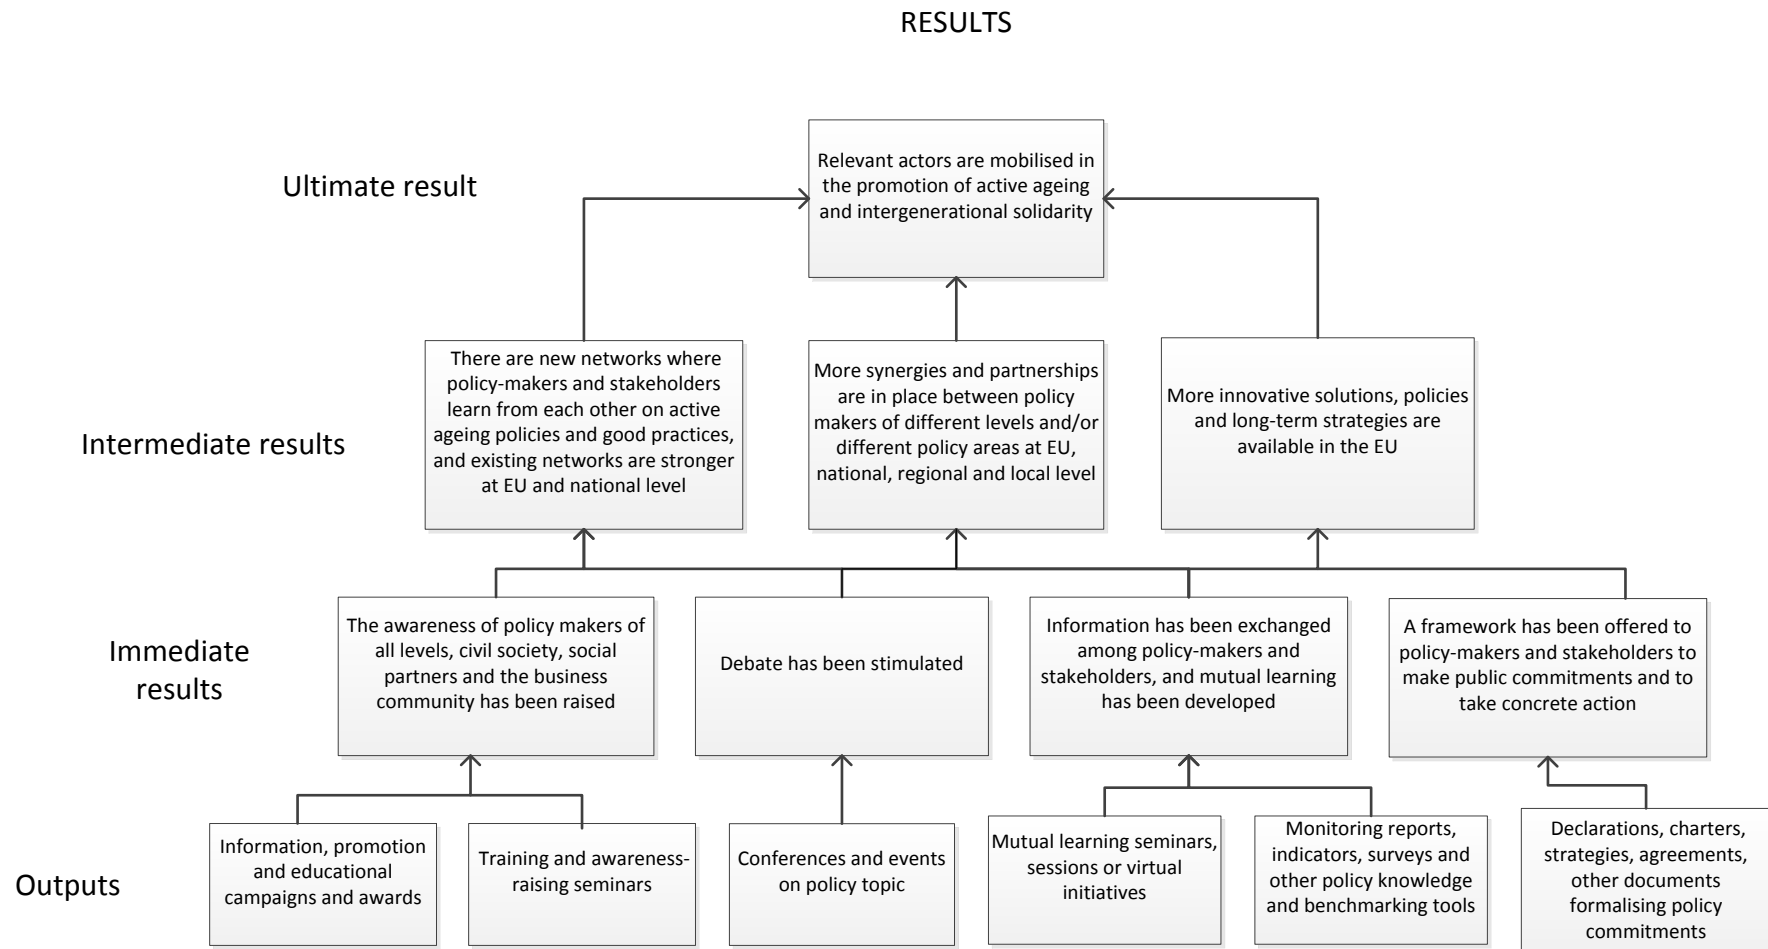 RESULTS
Ultimate result
Relevant actors are mobilised in
the promotion of active ageing
and intergenerational solidarity
Intermediate results
There are new networks where
policy-makers and stakeholders
learn from each other on active
ageing policies and good practices,
and existing networks are stronger
at EU and national level
More synergies and partnerships
are in place between policy
makers of different levels and/or
different policy areas at EU,
national, regional and local level
More innovative solutions, policies
and long-term strategies are
available in the EU
Immediate
results
The awareness of policy makers of
all levels, civil society, social
partners and the business
community has been raised
Debate has been stimulated
Information has been exchanged
among policy-makers and
stakeholders, and mutual learning
has been developed
A framework has been offered to
policy-makers and stakeholders to
make public commitments and to
take concrete action
Outputs
Information, promotion
and educational
campaigns and awards
Training and awareness-
raising seminars
Conferences and events
on policy topic
Mutual learning seminars,
sessions or virtual
initiatives
Monitoring reports,
indicators, surveys and
other policy knowledge
and benchmarking tools
Declarations, charters,
strategies, agreements,
other documents
formalising policy
commitments